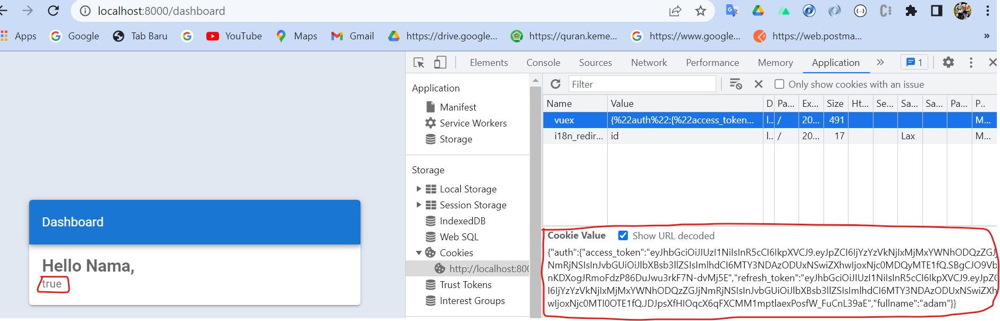 localhost:8000/dashboard
Apps Google Tab Baru YouTube Maps Gmail https://drive.google... https://quran.keme... https://www.google... https://web.postma... »
Elements Console Sources Network Performance Memory Application » 1
Application
Manifest
Service Workers
Storage
Storage
Local Storage
Session Storage
IndexedDB
Web SQL
Cookies
http://localhost:800
Trust Tokens
Interest Groups
Filter Only show cookies with an issue
Name Value D Pa... Ex... Size Ht... Se... Sa... Sa... Pa... P..
vuex {%22auth%22:{%22access_token... l.. / 20... 491 M...
i18n_redir... id l.. / 20... 17 Lax M...
Cookie Value Show URL decoded
{"auth":{"access_token":"eyJhbGciOiJIUzI1NiIsInR5cCI6IkpXVCJ9.eyJpZCI6IjYzYzVkNjIxMjMxYWNhODQzZGJj
NmRjNSIsInJvbGUiOiJlbXBsb3llZSIsImlhdCI6MTY3NDAzODUxNSwiZXhwIjoxNjc0MDQyMTE1fQ.SBgCJO9Vb
nKDXogJRmoFdzP86DuJwu3rkF7N-dvMj5E","refresh_token":"eyJhbGciOiJIUzI1NiIsInR5cCI6IkpXVCJ9.eyJpZC
I6IjYzYzVkNjIxMjMxYWNhODQzZGJjNmRjNSIsInJvbGUiOiJlbXBsb3llZSIsImlhdCI6MTY3NDAzODUxNSwiZXh
wIjoxNjc0MTI0OTE1fQ.JDJpsXfHIOqcX6qFXCMM1mptlaexPosfW_FuCnL39aE","fullname":"adam"}}
Dashboard
Hello Nama,
true